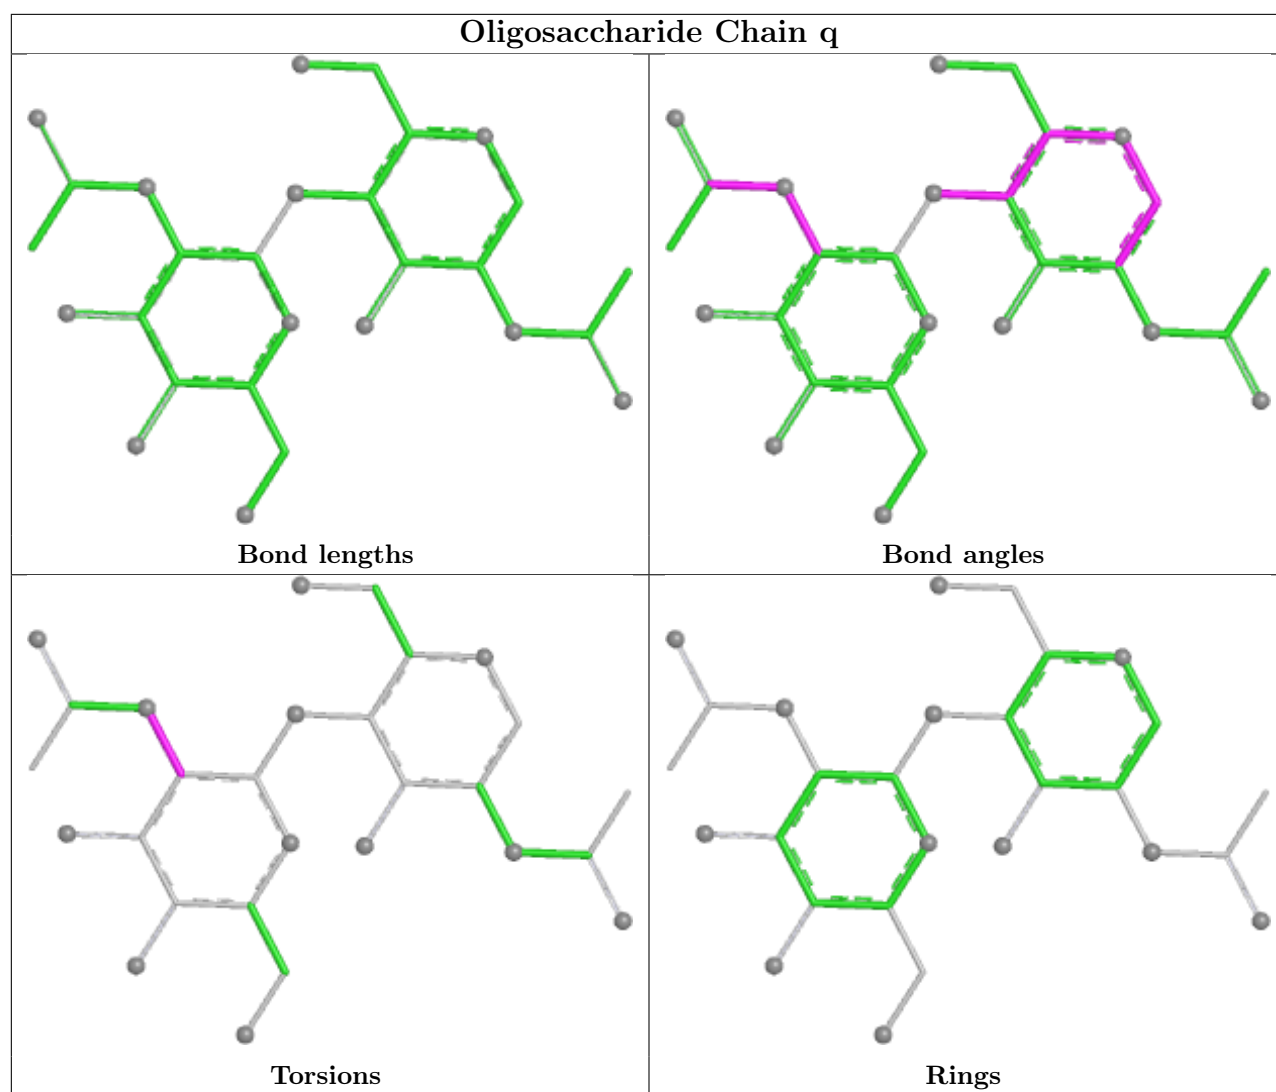 Oligosaccharide Chain q
Bond lengths
Bond angles
Torsions
Rings